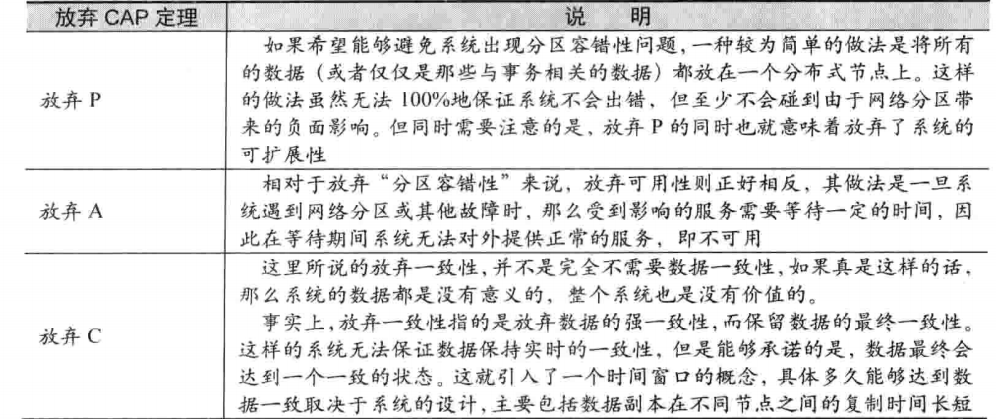 放弃 CAP 定理
说 明
放弃 P
如果希望能够避免系统出现分区容错性问题，一种较为简单的做法是将所有
的数据（或者仅仅是那些与事务相关的数据）都放在一个分布式节点上。这样
的做法虽然无法 100%地保证系统不会出错，但至少不会碰到由于网络分区带
来的负面影响。但同时需要注意的是，放弃 P 的同时也就意味着放弃了系统的
可扩展性
放弃 A
相对于放弃“分区容错性”来说，放弃可用性则正好相反，其做法是一旦系
统遇到网络分区或其他故障时，那么受到影响的服务需要等待一定的时间，因
此在等待期间系统无法对外提供正常的服务，即不可用
放弃 C
这里所说的放弃一致性，并不是完全不需要数据一致性，如果真是这样的话，
那么系统的数据都是没有意义的，整个系统也是没有价值的。
事实上，放弃一致性指的是放弃数据的强一致性，而保留数据的最终一致性。
这样的系统无法保证数据保持实时的一致性，但是能够承诺的是，数据最终会
达到一个一致的状态。这就引入了一个时间窗口的概念，具体多久能够达到数
据一致取决于系统的设计，主要包括数据副本在不同节点之间的复制时间长短